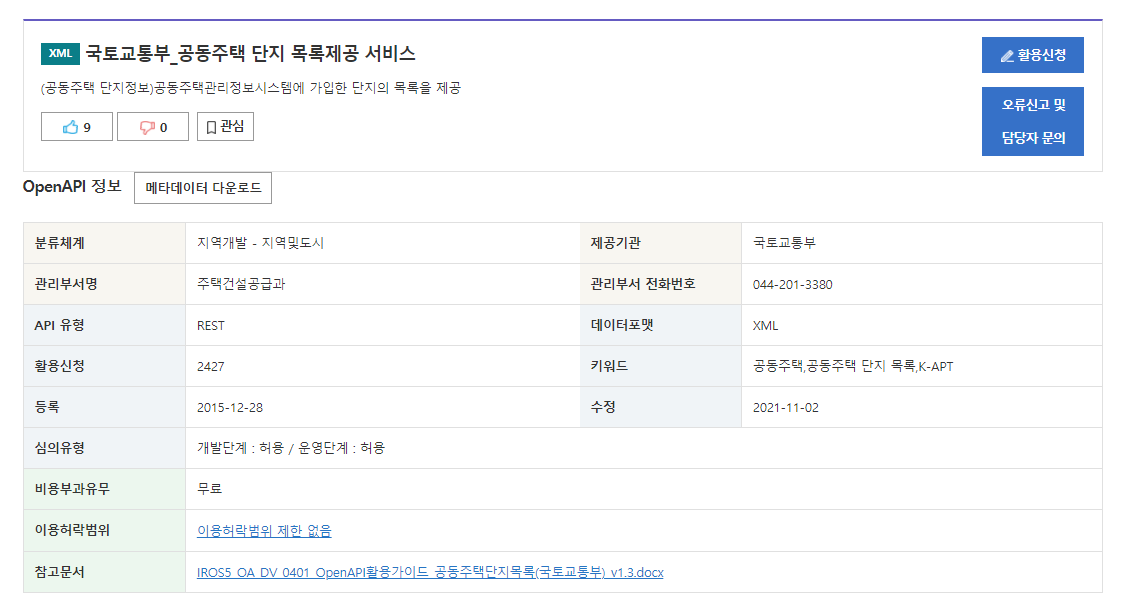 XML 국토교통부_공동주택 단지 목록제공 서비스
활용신청
(공동주택 단지정보)공동주택관리정보시스템에 가입한 단지의 목록을 제공
오류신고 및
담당자 문의
9 0 관심
OpenAPI 정보 메타데이터 다운로드
분류체계 지역개발 - 지역및도시 제공기관 국토교통부
관리부서명 주택건설공급과 관리부서 전화번호 044-201-3380
API 유형 REST 데이터포맷 XML
활용신청 2427 키워드 공동주택,공동주택 단지 목록,K-APT
등록 2015-12-28 수정 2021-11-02
심의유형 개발단계 : 허용 / 운영단계 : 허용
비용부과유무 무료
이용허락범위 이용허락범위 제한 없음
참고문서 IROS5_OA_DV_0401_OpenAPI활용가이드_공동주택단지목록(국토교통부)_v1.3.docx